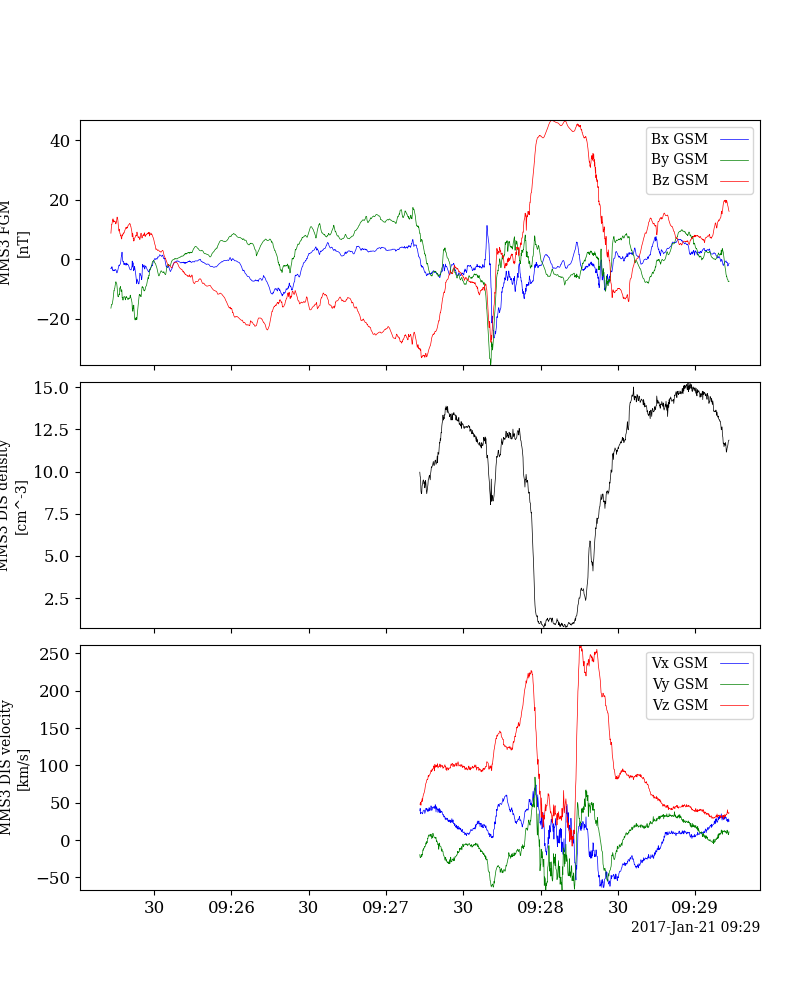 40
20
0
−20
MMS3 FGM
[nT]
Bx GSM
By GSM
Bz GSM
15.0
12.5
10.0
7.5
5.0
2.5
MMS3 DIS density
[cm^-3]
250
200
150
100
50
0
−50
MMS3 DIS velocity
[km/s]
Vx GSM
Vy GSM
Vz GSM
30 09:26 30 09:27 30 09:28 30 09:29
2017-Jan-21 09:29